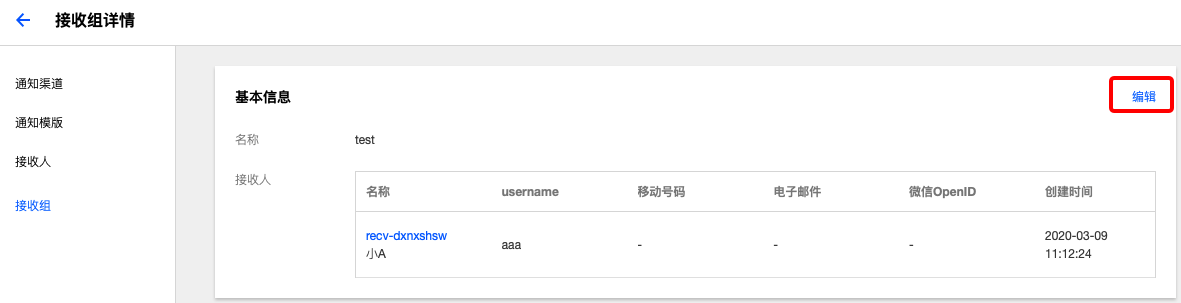 接收组详情
通知渠道
通知模版
接收人
接收组
基本信息
编辑
名称 test
接收人
名称 username 移动号码 电子邮件 微信OpenID 创建时间
recv-dxnxshsw
小A
aaa - - -
2020-03-09
11:12:24